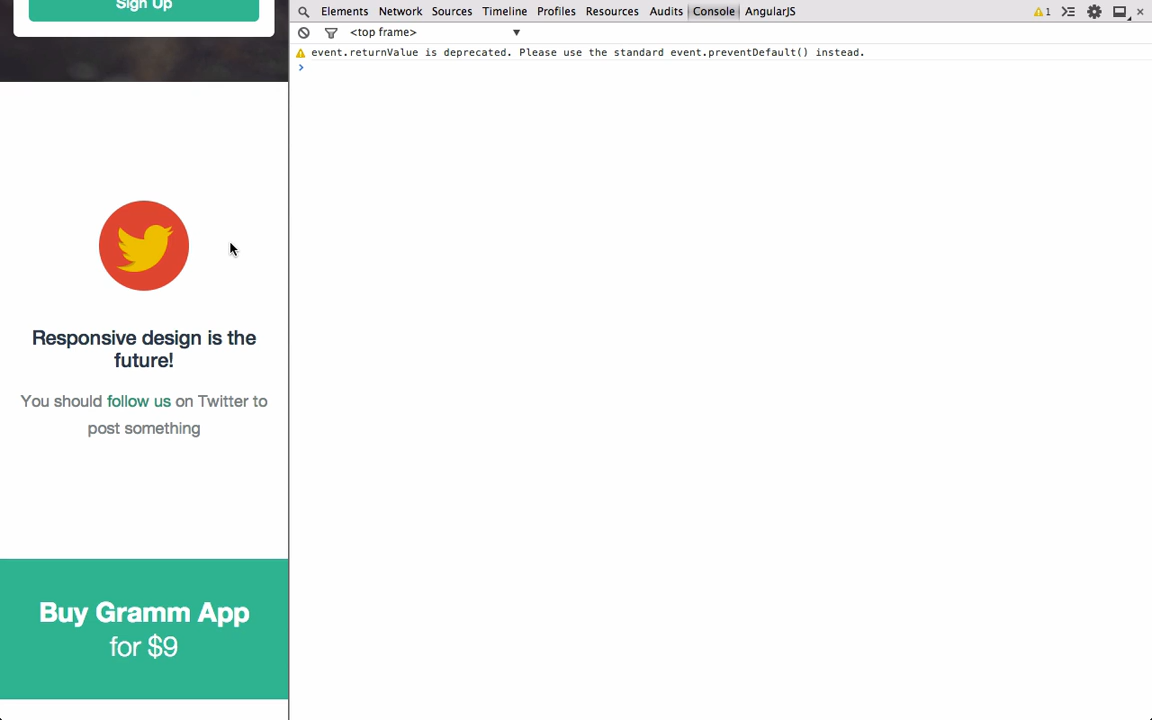 Sign Up
Responsive design is the
future!
You should follow us on Twitter to
post something
Buy Gramm App
for $9
Elements Network Sources Timeline Profiles Resources Audits Console AngularJS
1
<top frame>
event.returnValue is deprecated. Please use the standard event.preventDefault() instead.